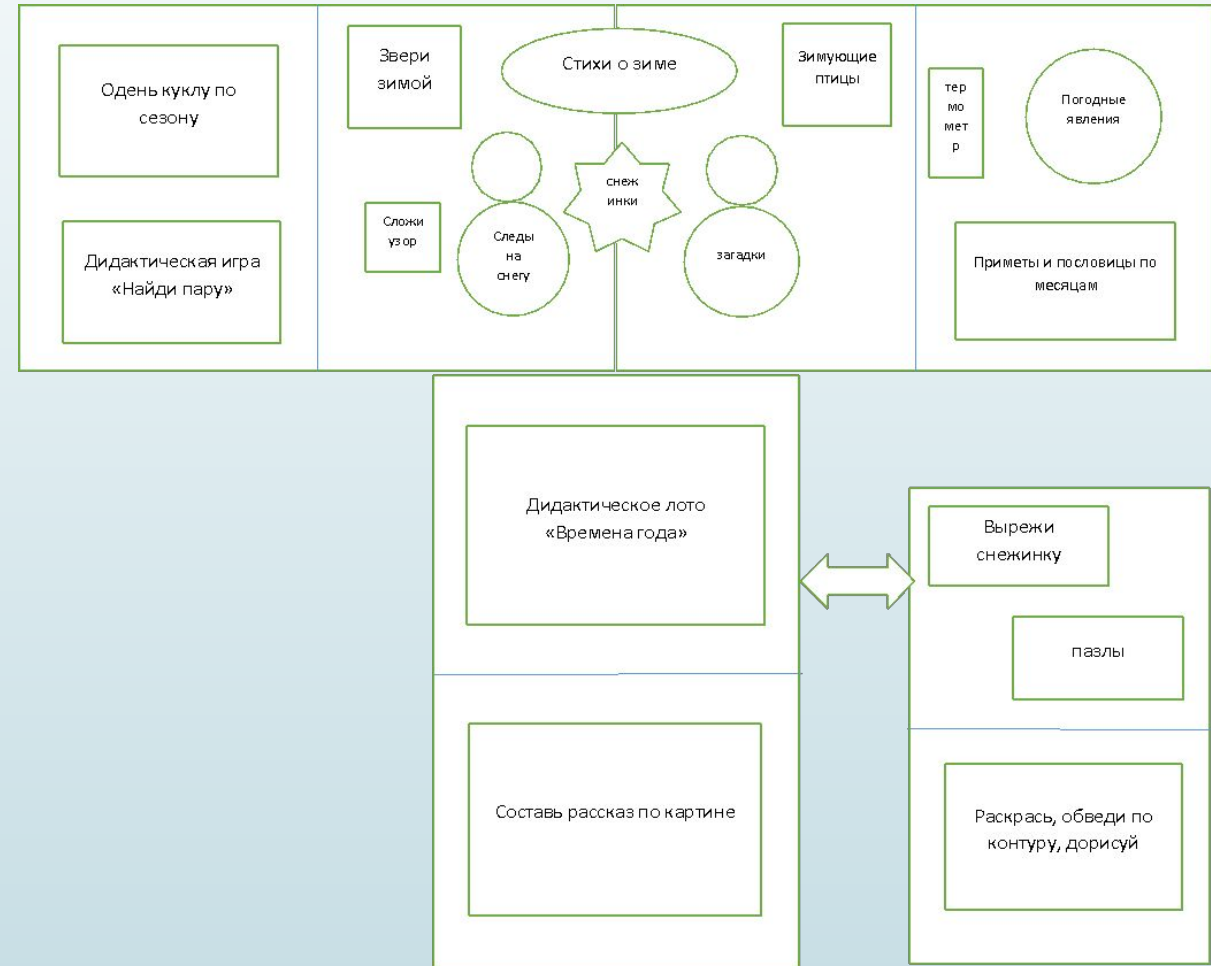 Одень куклу по
сезону
Дидактическая игра
«Найди пару»
Звери
зимой
Стихи о зиме
Зимующие
птицы
Сложи
узор
Следы
на
снегу
снеж
инки
загадки
тер
мо
мет
р
Погодные
явления
Приметы и пословицы по
месяцам
Дидактическое лото
«Времена года»
Составь рассказ по картине
Вырежи
снежинку
пазлы
Раскрась, обведи по
контуру, дорисуй